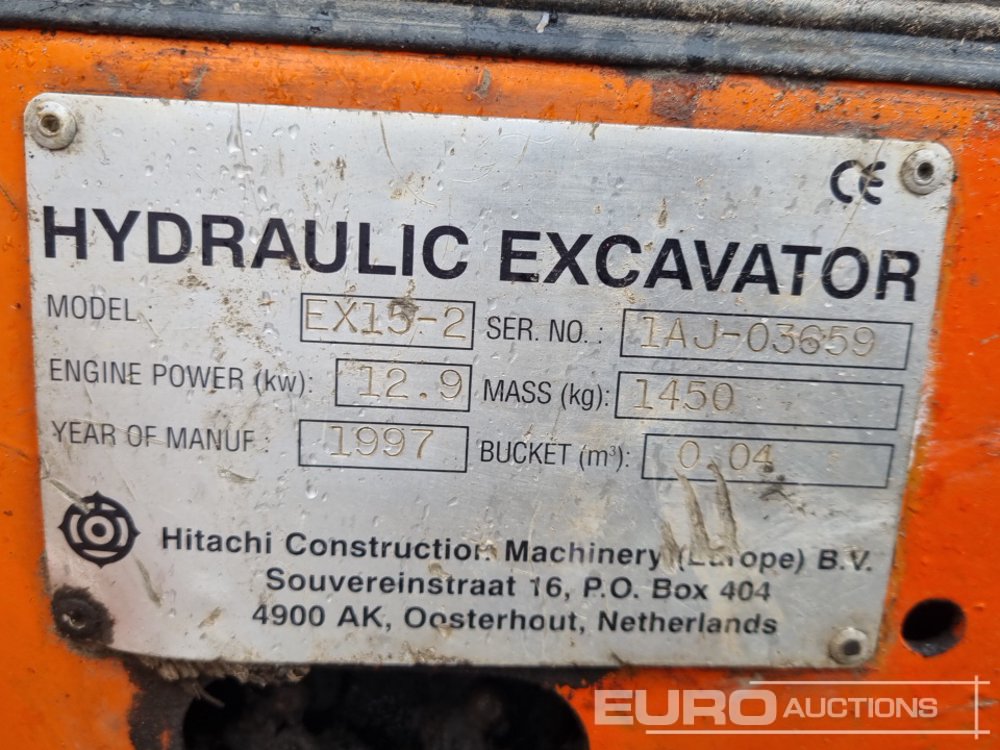 CE
HYDRAULIC EXCAVATOR
MODEL : EX15-2 SER. NO. : 1AJ-03659
ENGINE POWER (kw): 12.9 MASS (kg): 1450
YEAR OF MANUF : 1997 BUCKET (m³): 0.04
Hitachi Construction Machinery (Europe) B.V.
Souvereinstraat 16, P.O. Box 404
4900 AK, Oosterhout, Netherlands
EURO AUCTIONS